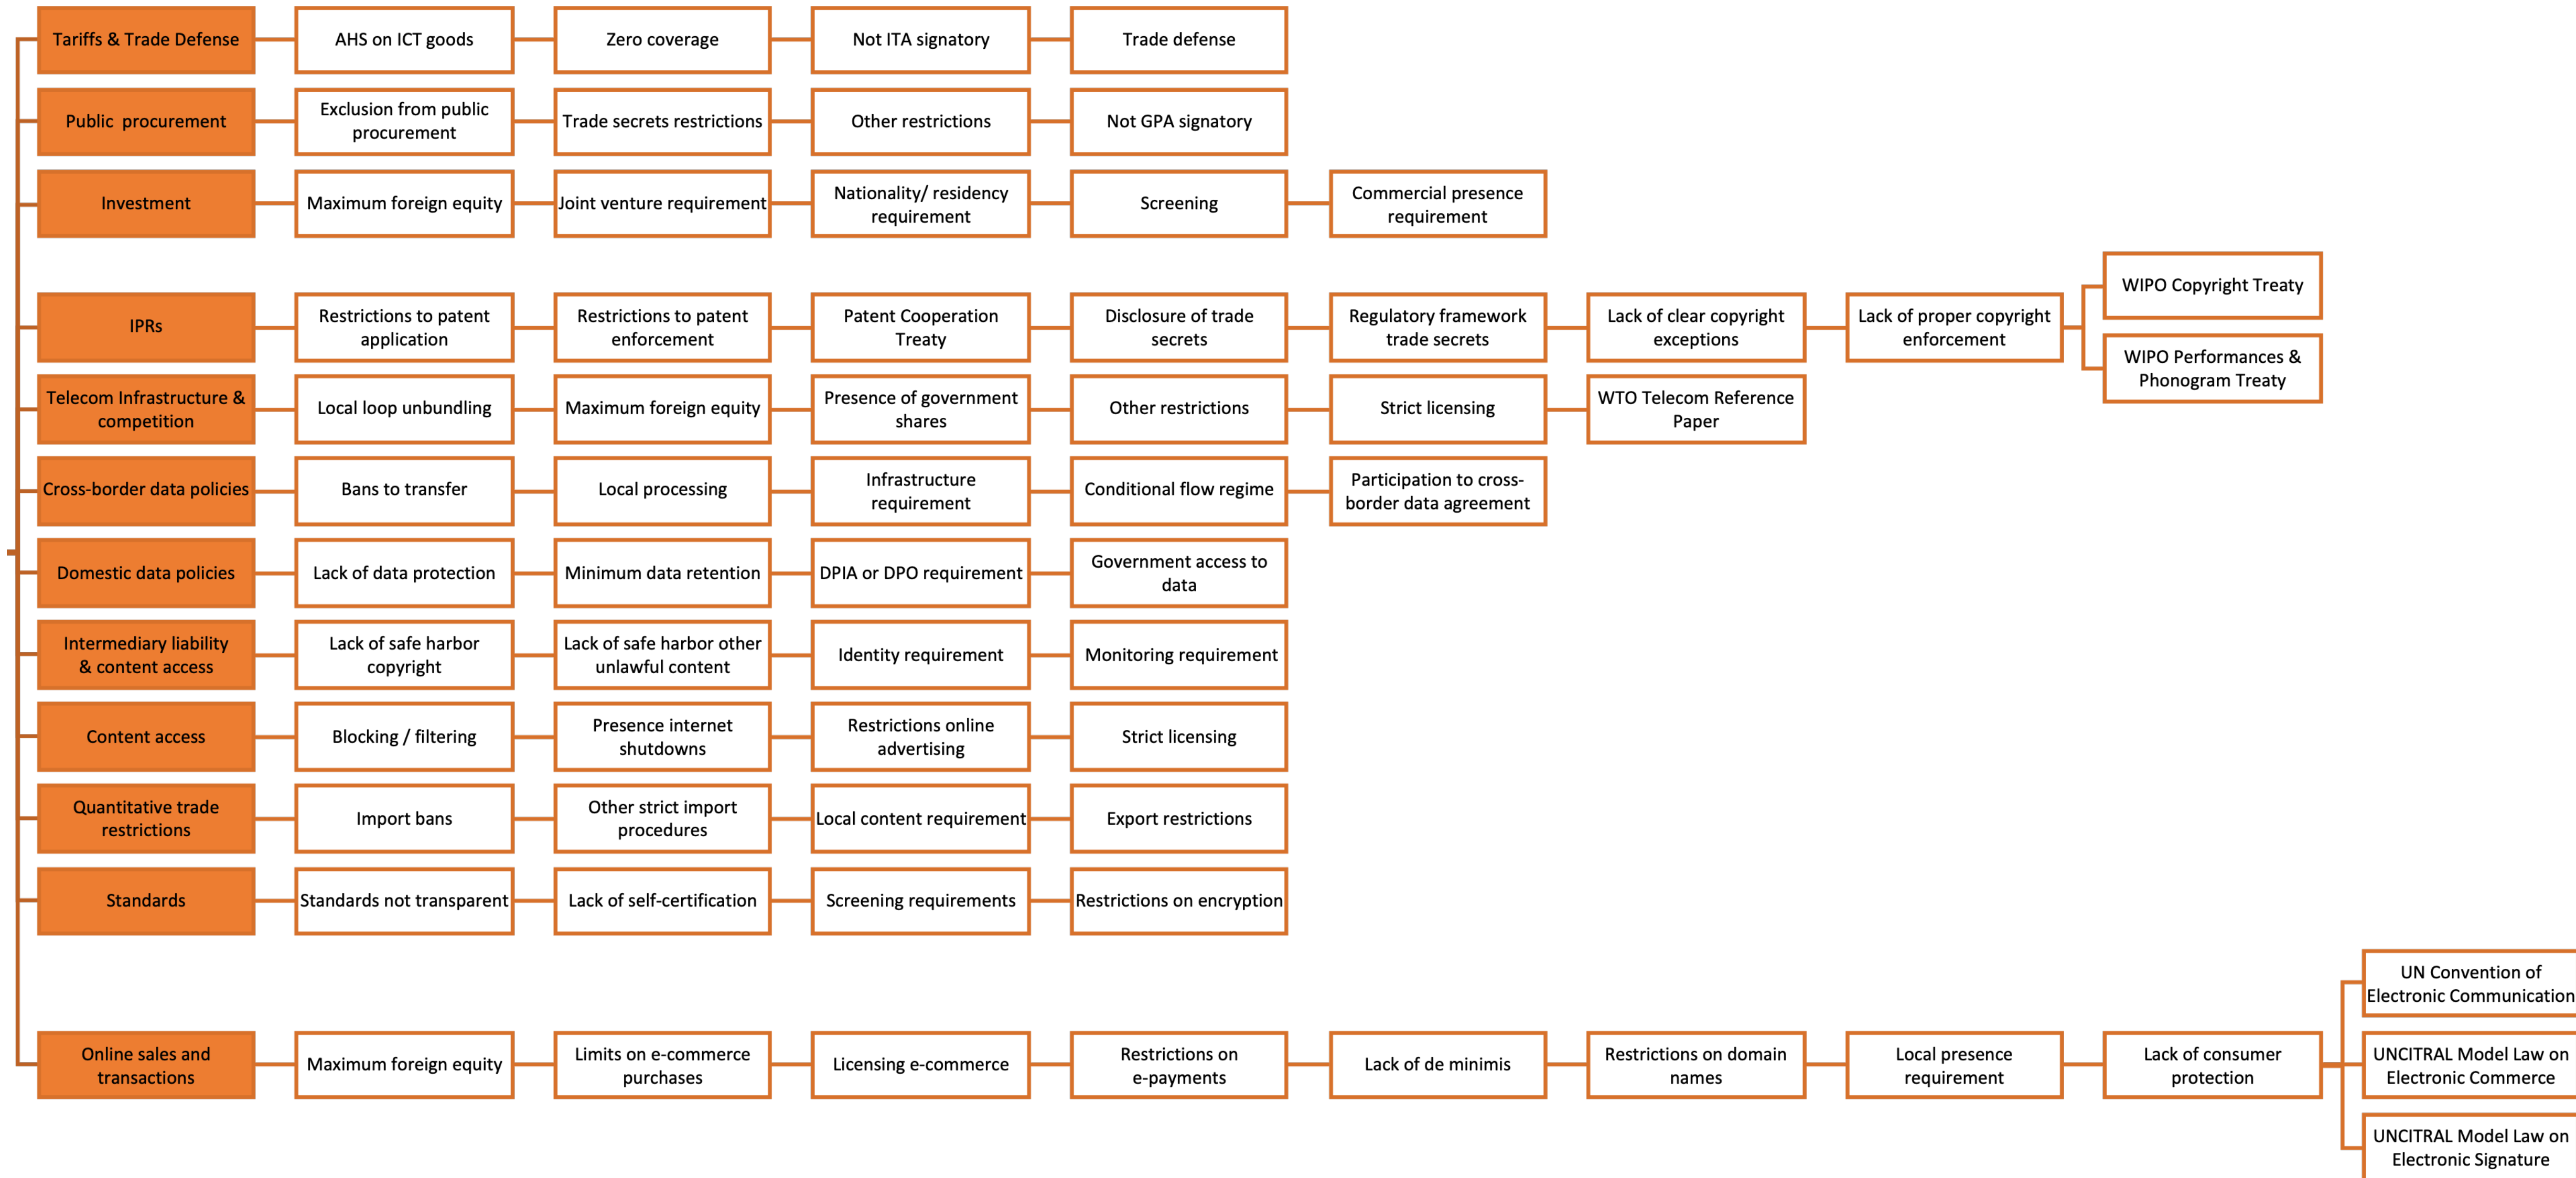 Tariffs & Trade Defense
AHS on ICT goods
Zero coverage
Not ITA signatory
Trade defense
Public procurement
Exclusion from public
procurement
Trade secrets restrictions
Other restrictions
Not GPA signatory
Investment
Maximum foreign equity
Joint venture requirement
Nationality/ residency
requirement
Screening
Commercial presence
requirement
IPRs
Restrictions to patent
application
Restrictions to patent
enforcement
Patent Cooperation
Treaty
Disclosure of trade
secrets
Regulatory framework
trade secrets
Lack of clear copyright
exceptions
Lack of proper copyright
enforcement
WIPO Copyright Treaty
WIPO Performances &
Phonogram Treaty
Telecom Infrastructure &
competition
Local loop unbundling
Maximum foreign equity
Presence of government
shares
Other restrictions
Strict licensing
WTO Telecom Reference
Paper
Cross-border data policies
Bans to transfer
Local processing
Infrastructure
requirement
Conditional flow regime
Participation to cross-
border data agreement
Domestic data policies
Lack of data protection
Minimum data retention
DPIA or DPO requirement
Government access to
data
Intermediary liability
& content access
Lack of safe harbor
copyright
Lack of safe harbor other
unlawful content
Identity requirement
Monitoring requirement
Content access
Blocking / filtering
Presence internet
shutdowns
Restrictions online
advertising
Strict licensing
Quantitative trade
restrictions
Import bans
Other strict import
procedures
Local content requirement
Export restrictions
Standards
Standards not transparent
Lack of self-certification
Screening requirements
Restrictions on encryption
Online sales and
transactions
Maximum foreign equity
Limits on e-commerce
purchases
Licensing e-commerce
Restrictions on
e-payments
Lack of de minimis
Restrictions on domain
names
Local presence
requirement
Lack of consumer
protection
UN Convention of
Electronic Communication
UNCITRAL Model Law on
Electronic Commerce
UNCITRAL Model Law on
Electronic Signature